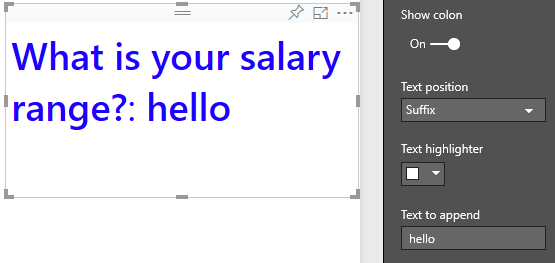 What is your salary
range?: hello
Show colon
On
Text position
Suffix
Text highlighter
Text to append
hello